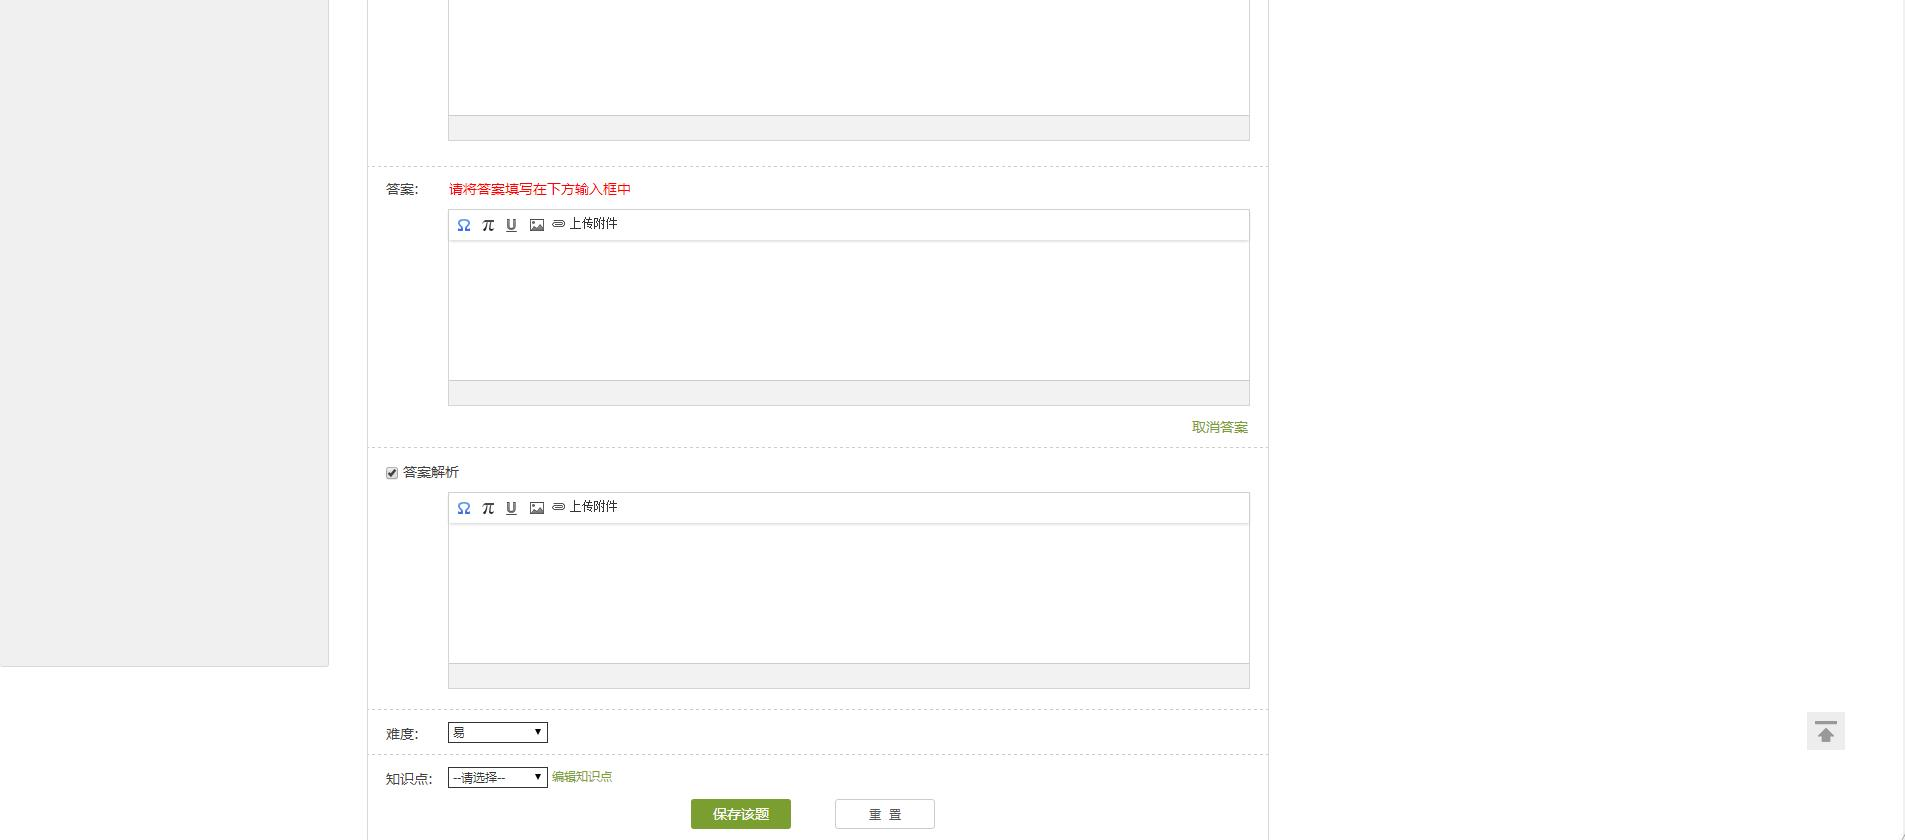 答案: 请将答案填写在下方输入框中
Ω π U 上传附件
取消答案
答案解析
Ω π U 上传附件
难度: 易
知识点: --请选择-- 编辑知识点
保存该题 重 置